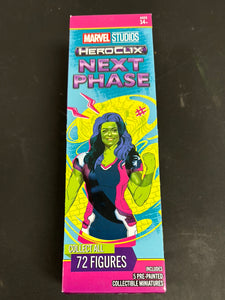 AGES
14+
MARVEL STUDIOS
HEROCLIX
NEXT
PHASE
COLLECT ALL
72 FIGURES
INCLUDES
5 PRE-PAINTED
COLLECTIBLE MINIATURES